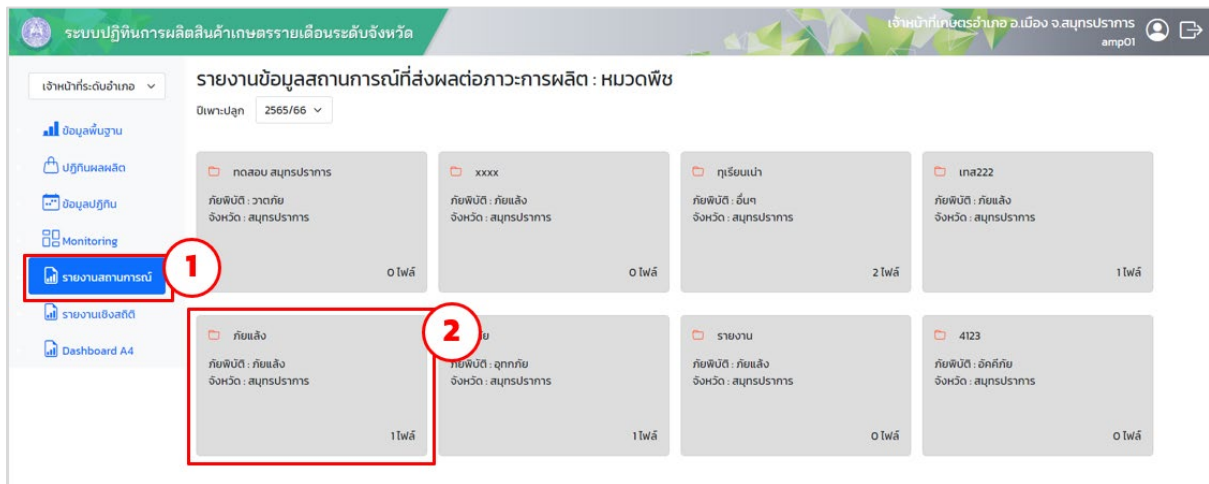 ระบบปฏิทินการผลิตสินค้าเกษตรรายเดือนระดับจังหวัด
เจ้าหน้าที่เกษตรอำเภอ อ.เมือง จ.สมุทรปราการ
amp01
เจ้าหน้าที่ระดับอำเภอ
ข้อมูลพื้นฐาน
ปฏิทินผลผลิต
ข้อมูลปฏิทิน
Monitoring
รายงานสถานการณ์
รายงานเชิงสถิติ
Dashboard A4
1
รายงานข้อมูลสถานการณ์ที่ส่งผลต่อภาวะการผลิต : หมวดพืช
ปีเพาะปลูก 2565/66
ทดสอบ สมุทรปราการ
ภัยพิบัติ : วาตภัย
จังหวัด : สมุทรปราการ
0 ไฟล์
xxxx
ภัยพิบัติ : ภัยแล้ง
จังหวัด : สมุทรปราการ
0 ไฟล์
ทุเรียนเน่า
ภัยพิบัติ : อื่นๆ
จังหวัด : สมุทรปราการ
2 ไฟล์
เทส222
ภัยพิบัติ : ภัยแล้ง
จังหวัด : สมุทรปราการ
1 ไฟล์
ภัยแล้ง
ภัยพิบัติ : ภัยแล้ง
จังหวัด : สมุทรปราการ
1 ไฟล์
2
ภัยพิบัติ : อุทกภัย
จังหวัด : สมุทรปราการ
1 ไฟล์
รายงาน
ภัยพิบัติ : ภัยแล้ง
จังหวัด : สมุทรปราการ
0 ไฟล์
4123
ภัยพิบัติ : อัคคีภัย
จังหวัด : สมุทรปราการ
0 ไฟล์